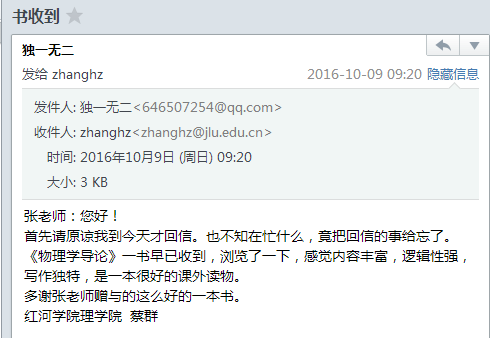 书收到
独一无二
发给 zhanghz 2016-10-09 09:20 隐藏信息
发件人: 独一无二<646507254@qq.com>
收件人: zhanghz<zhanghz@jlu.edu.cn>
时间: 2016年10月9日 (周日) 09:20
大小: 3 KB
张老师：您好！
首先请原谅我到今天才回信。也不知在忙什么，竟把回信的事给忘了。
《物理学导论》一书早已收到，浏览了一下，感觉内容丰富，逻辑性强，
写作独特，是一本很好的课外读物。
多谢张老师赠与的这么好的一本书。
红河学院理学院 蔡群